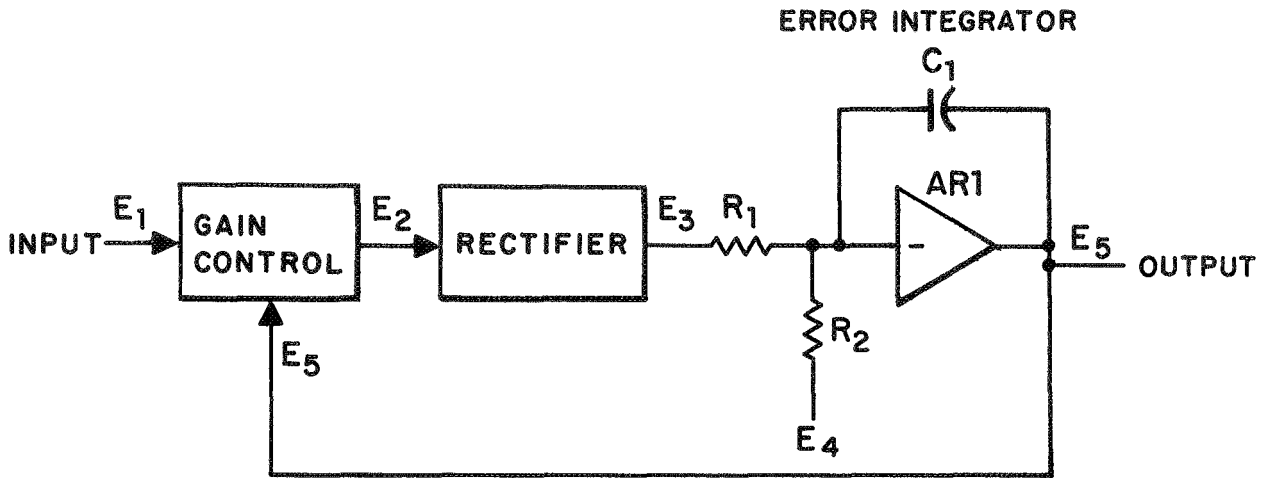 ERROR INTEGRATOR
C1
AR1
E1
GAIN
CONTROL
E2
RECTIFIER
E3
R1
-
E5
INPUT
OUTPUT
R2
E5
E4